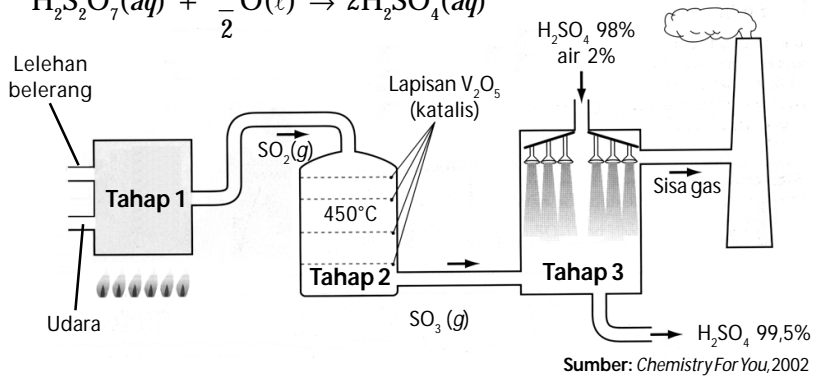 H₂S₂O₇(aq) + 2 O(ℓ) → 2H₂SO₄(aq)
Lelehan
belerang
H₂SO₄ 98%
air 2%
Lapisan V₂O₅
(katalis)
SO₂(g)
Tahap 1
450°C
Tahap 2
Tahap 3
Sisa gas
Udara
SO₃ (g)
H₂SO₄ 99,5%
Sumber: Chemistry For You, 2002